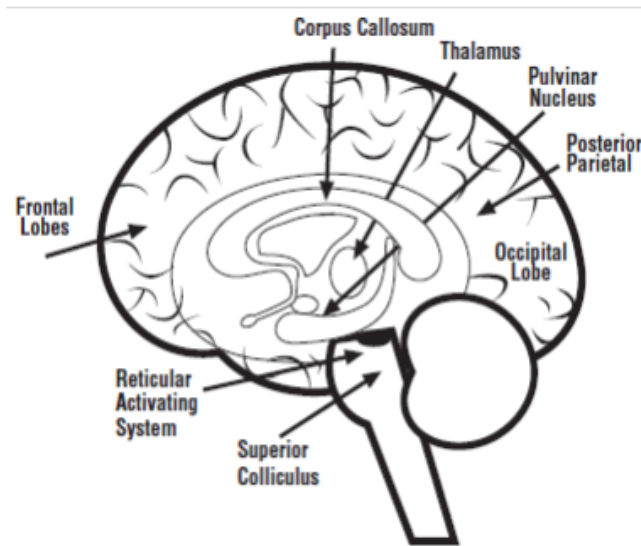 Corpus Callosum
Thalamus
Pulvinar
Nucleus
Posterior
Parietal
Frontal
Lobes
Occipital
Lobe
Reticular
Activating
System
Superior
Colliculus